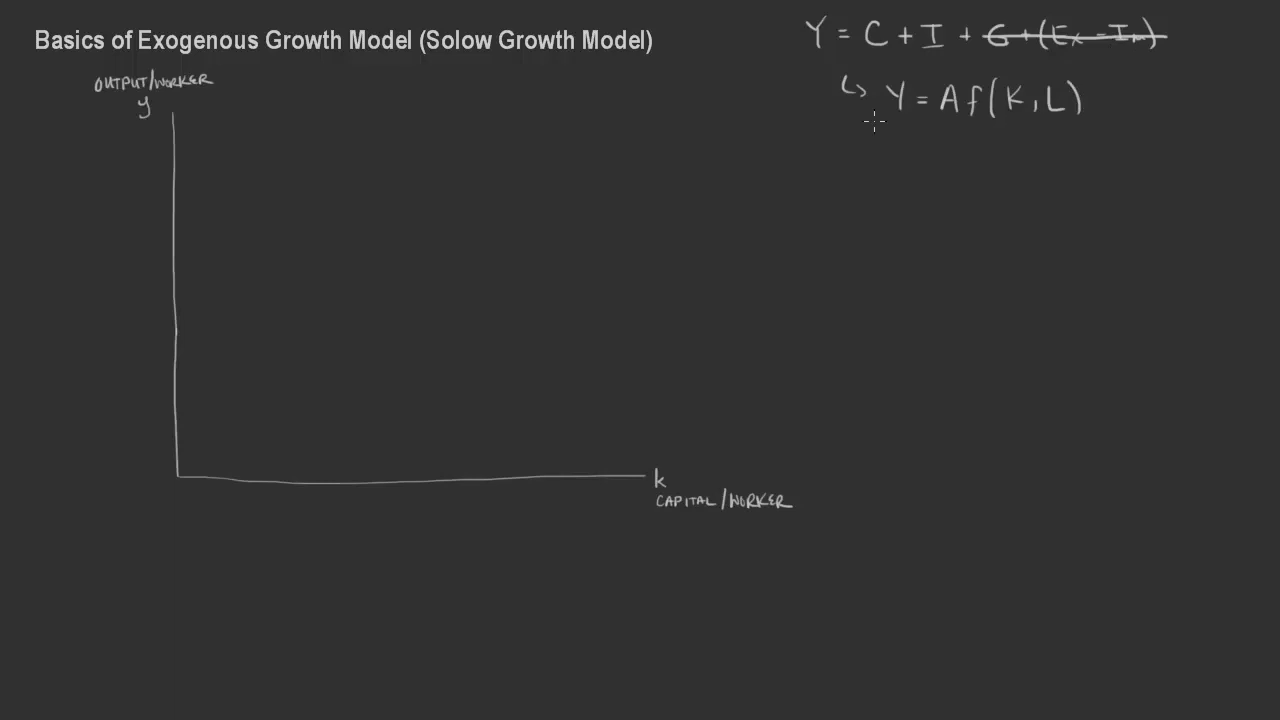 Basics of Exogenous Growth Model (Solow Growth Model)
Y = C + I + G + (Ex - Im)
OUTPUT/WORKER
y
↳ Y = A f(K, L)
k
CAPITAL/WORKER